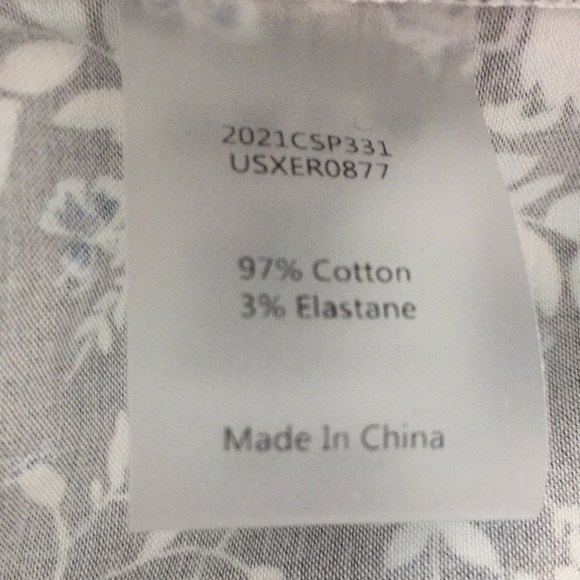 2021CSP331
USXER0877
97% Cotton
3% Elastane
Made In China